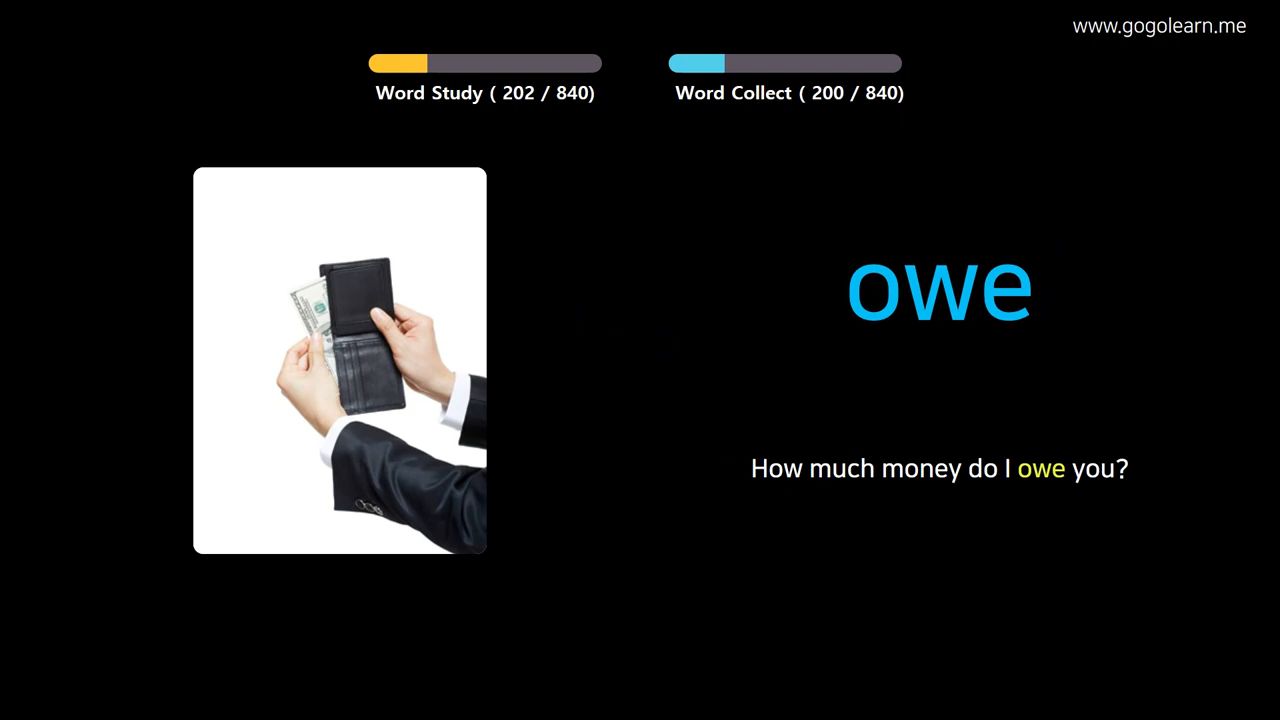 www.gogolearn.me
Word Study ( 202 / 840)
Word Collect ( 200 / 840)
owe
How much money do I owe you?